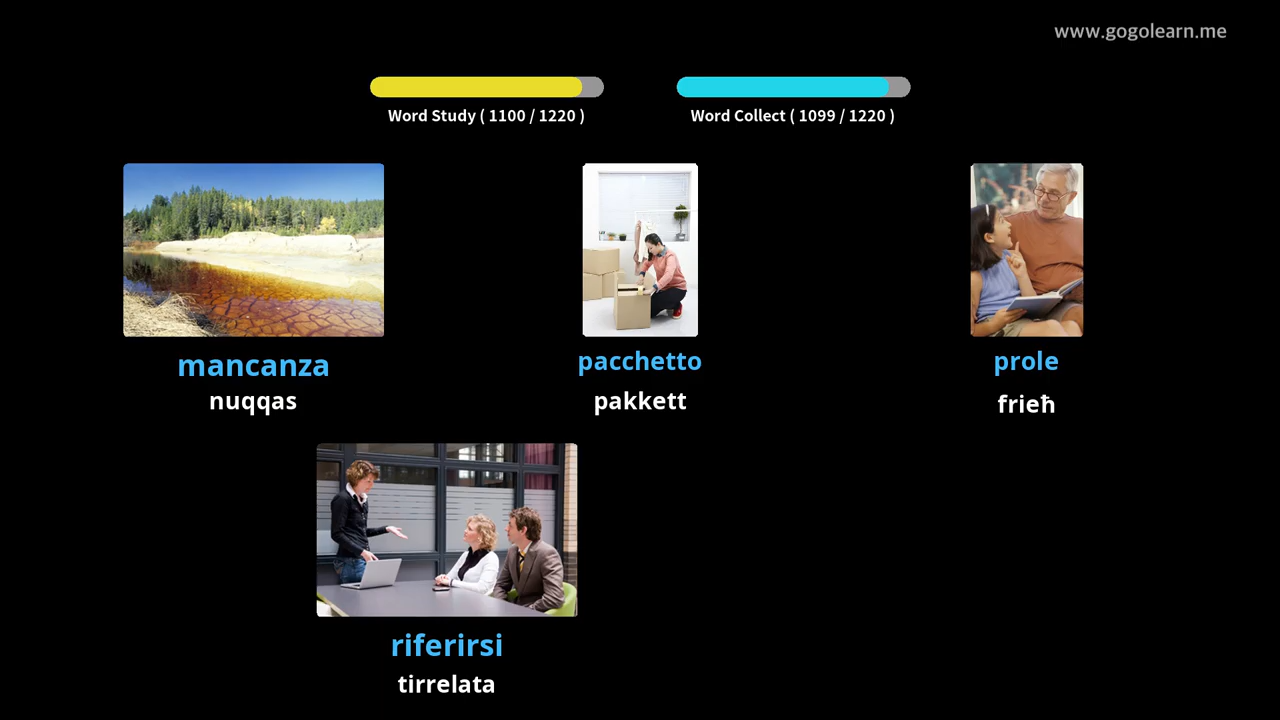 www.gogolearn.me
Word Study ( 1100 / 1220 )
Word Collect ( 1099 / 1220 )
mancanza
nuqqas
pacchetto
pakkett
prole
frieħ
riferirsi
tirrelata